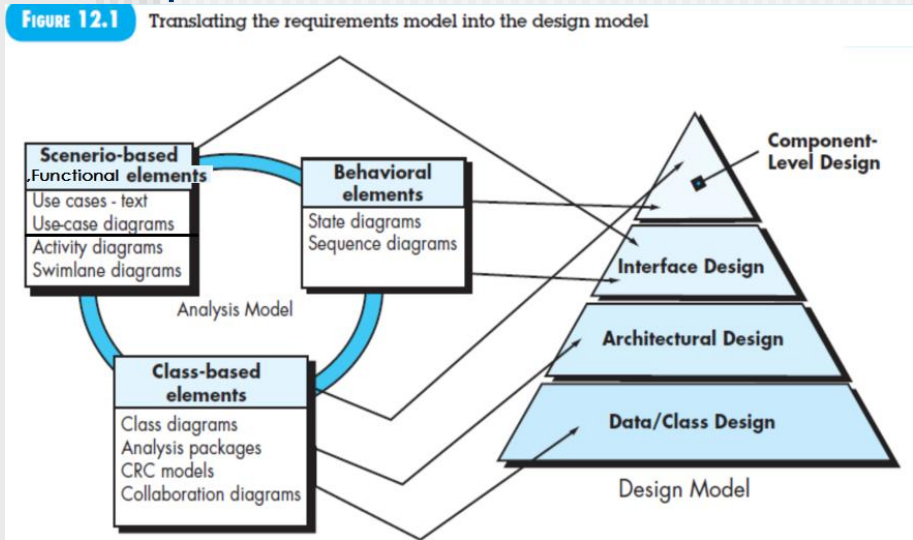 FIGURE 12.1 Translating the requirements model into the design model
Scenerio-based
,Functional elements
Use cases - text
Use-case diagrams
Activity diagrams
Swimlane diagrams
Behavioral
elements
State diagrams
Sequence diagrams
Analysis Model
Class-based
elements
Class diagrams
Analysis packages
CRC models
Collaboration diagrams
Component-
Level Design
Interface Design
Architectural Design
Data/Class Design
Design Model